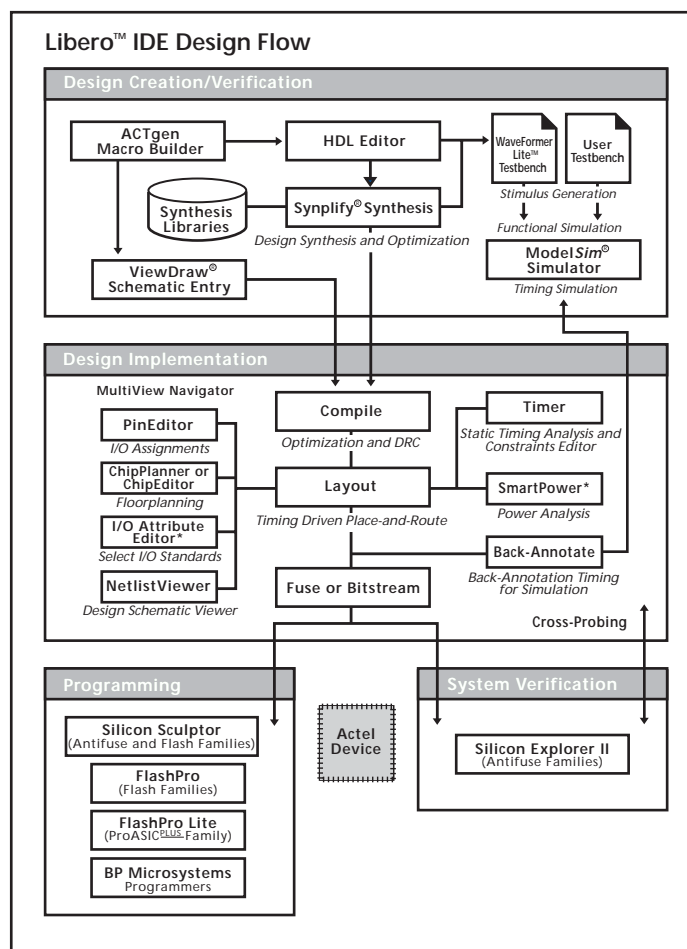 Libero™ IDE Design Flow
Design Creation/Verification
ACTgen
Macro Builder
HDL Editor
WaveFormer
Lite™
Testbench
User
Testbench
Stimulus Generation
Synthesis
Libraries
Synplify® Synthesis
Design Synthesis and Optimization
Functional Simulation
ModelSim®
Simulator
Timing Simulation
ViewDraw®
Schematic Entry
Design Implementation
MultiView Navigator
PinEditor
I/O Assignments
ChipPlanner or
ChipEditor
Floorplanning
I/O Attribute
Editor*
Select I/O Standards
NetlistViewer
Design Schematic Viewer
Compile
Optimization and DRC
Layout
Timing Driven Place-and-Route
Fuse or Bitstream
Timer
Static Timing Analysis and
Constraints Editor
SmartPower*
Power Analysis
Back-Annotate
Back-Annotation Timing
for Simulation
Cross-Probing
Programming
Silicon Sculptor
(Antifuse and Flash Families)
FlashPro
(Flash Families)
FlashPro Lite
(ProASICPLUS Family)
BP Microsystems
Programmers
Actel
Device
System Verification
Silicon Explorer II
(Antifuse Families)